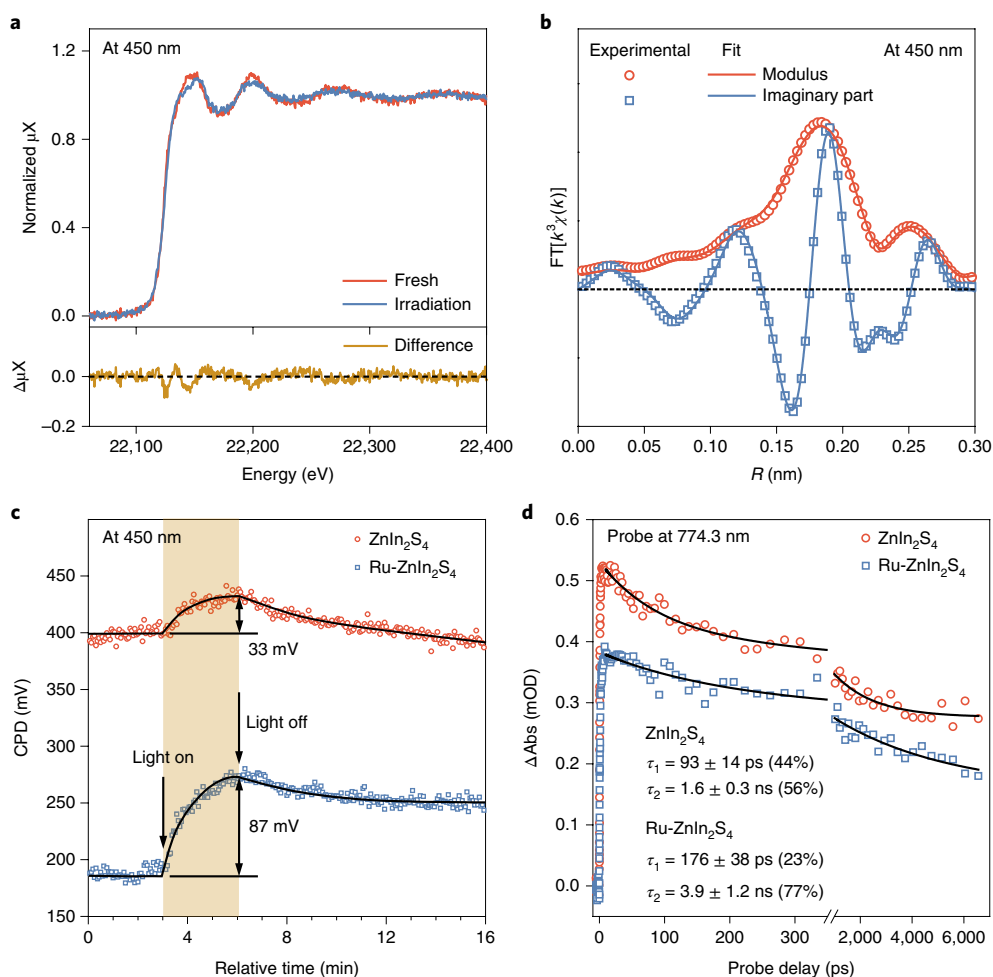 a
At 450 nm
1.2
0.8
0.4
0.0
Normalized μX
Fresh
Irradiation
Difference
0.0
−0.2
ΔμX
22,100
22,200
22,300
22,400
Energy (eV)
b
Experimental
Fit
At 450 nm
Modulus
Imaginary part
FT[k³χ(k)]
0.00
0.05
0.10
0.15
0.20
0.25
0.30
R (nm)
c
At 450 nm
ZnIn₂S₄
Ru-ZnIn₂S₄
450
400
350
300
250
200
150
CPD (mV)
33 mV
Light off
Light on
87 mV
0
4
8
12
16
Relative time (min)
d
Probe at 774.3 nm
ZnIn₂S₄
Ru-ZnIn₂S₄
0.6
0.5
0.4
0.3
0.2
0.1
0.0
Δ Abs (mOD)
ZnIn₂S₄
τ₁ = 93 ± 14 ps (44%)
τ₂ = 1.6 ± 0.3 ns (56%)
Ru-ZnIn₂S₄
τ₁ = 176 ± 38 ps (23%)
τ₂ = 3.9 ± 1.2 ns (77%)
0
100
200
300
2,000
6,000
Probe delay (ps)